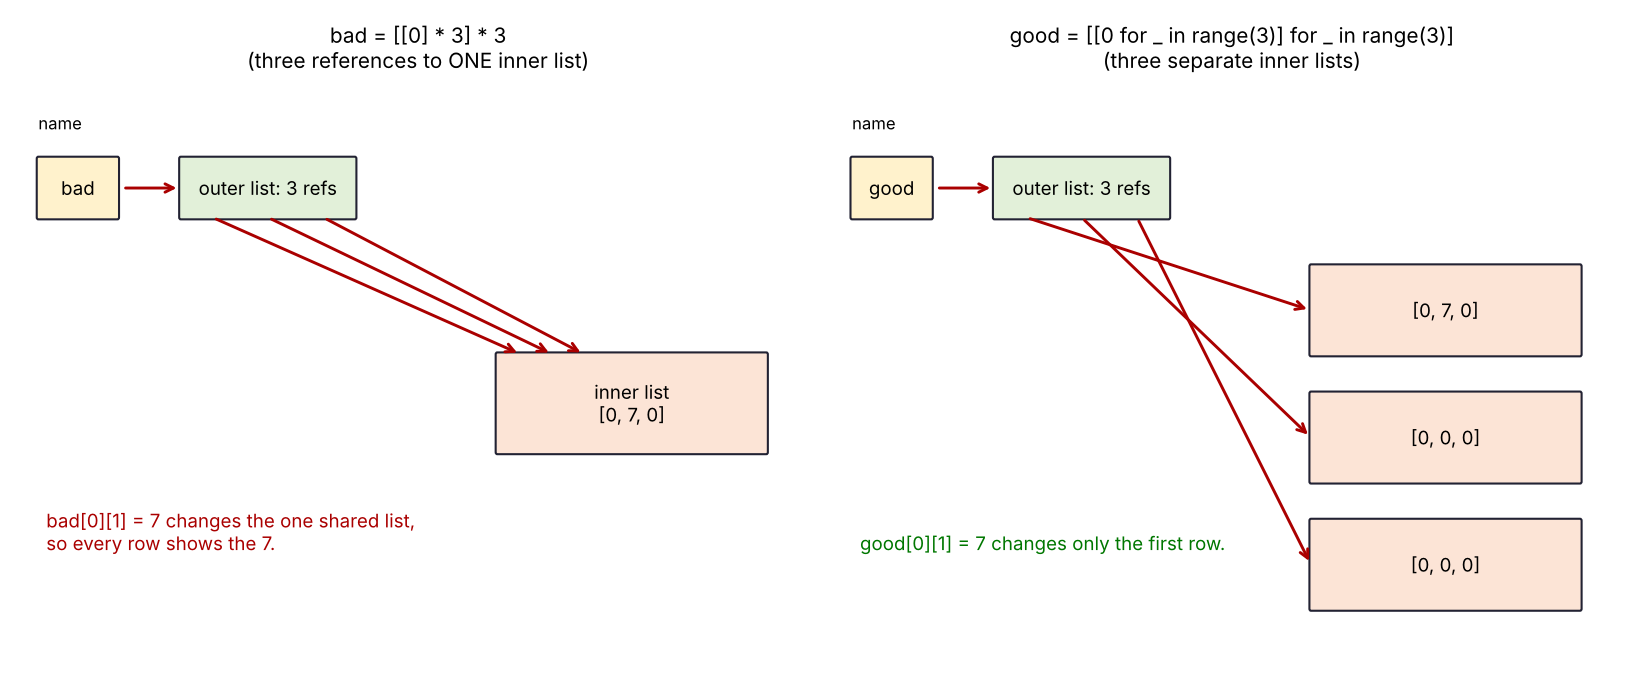 bad = [[0] * 3] * 3
(three references to ONE inner list)
name
bad
outer list: 3 refs
inner list
[0, 7, 0]
bad[0][1] = 7 changes the one shared list,
so every row shows the 7.
good = [[0 for _ in range(3)] for _ in range(3)]
(three separate inner lists)
name
good
outer list: 3 refs
[0, 7, 0]
[0, 0, 0]
[0, 0, 0]
good[0][1] = 7 changes only the first row.